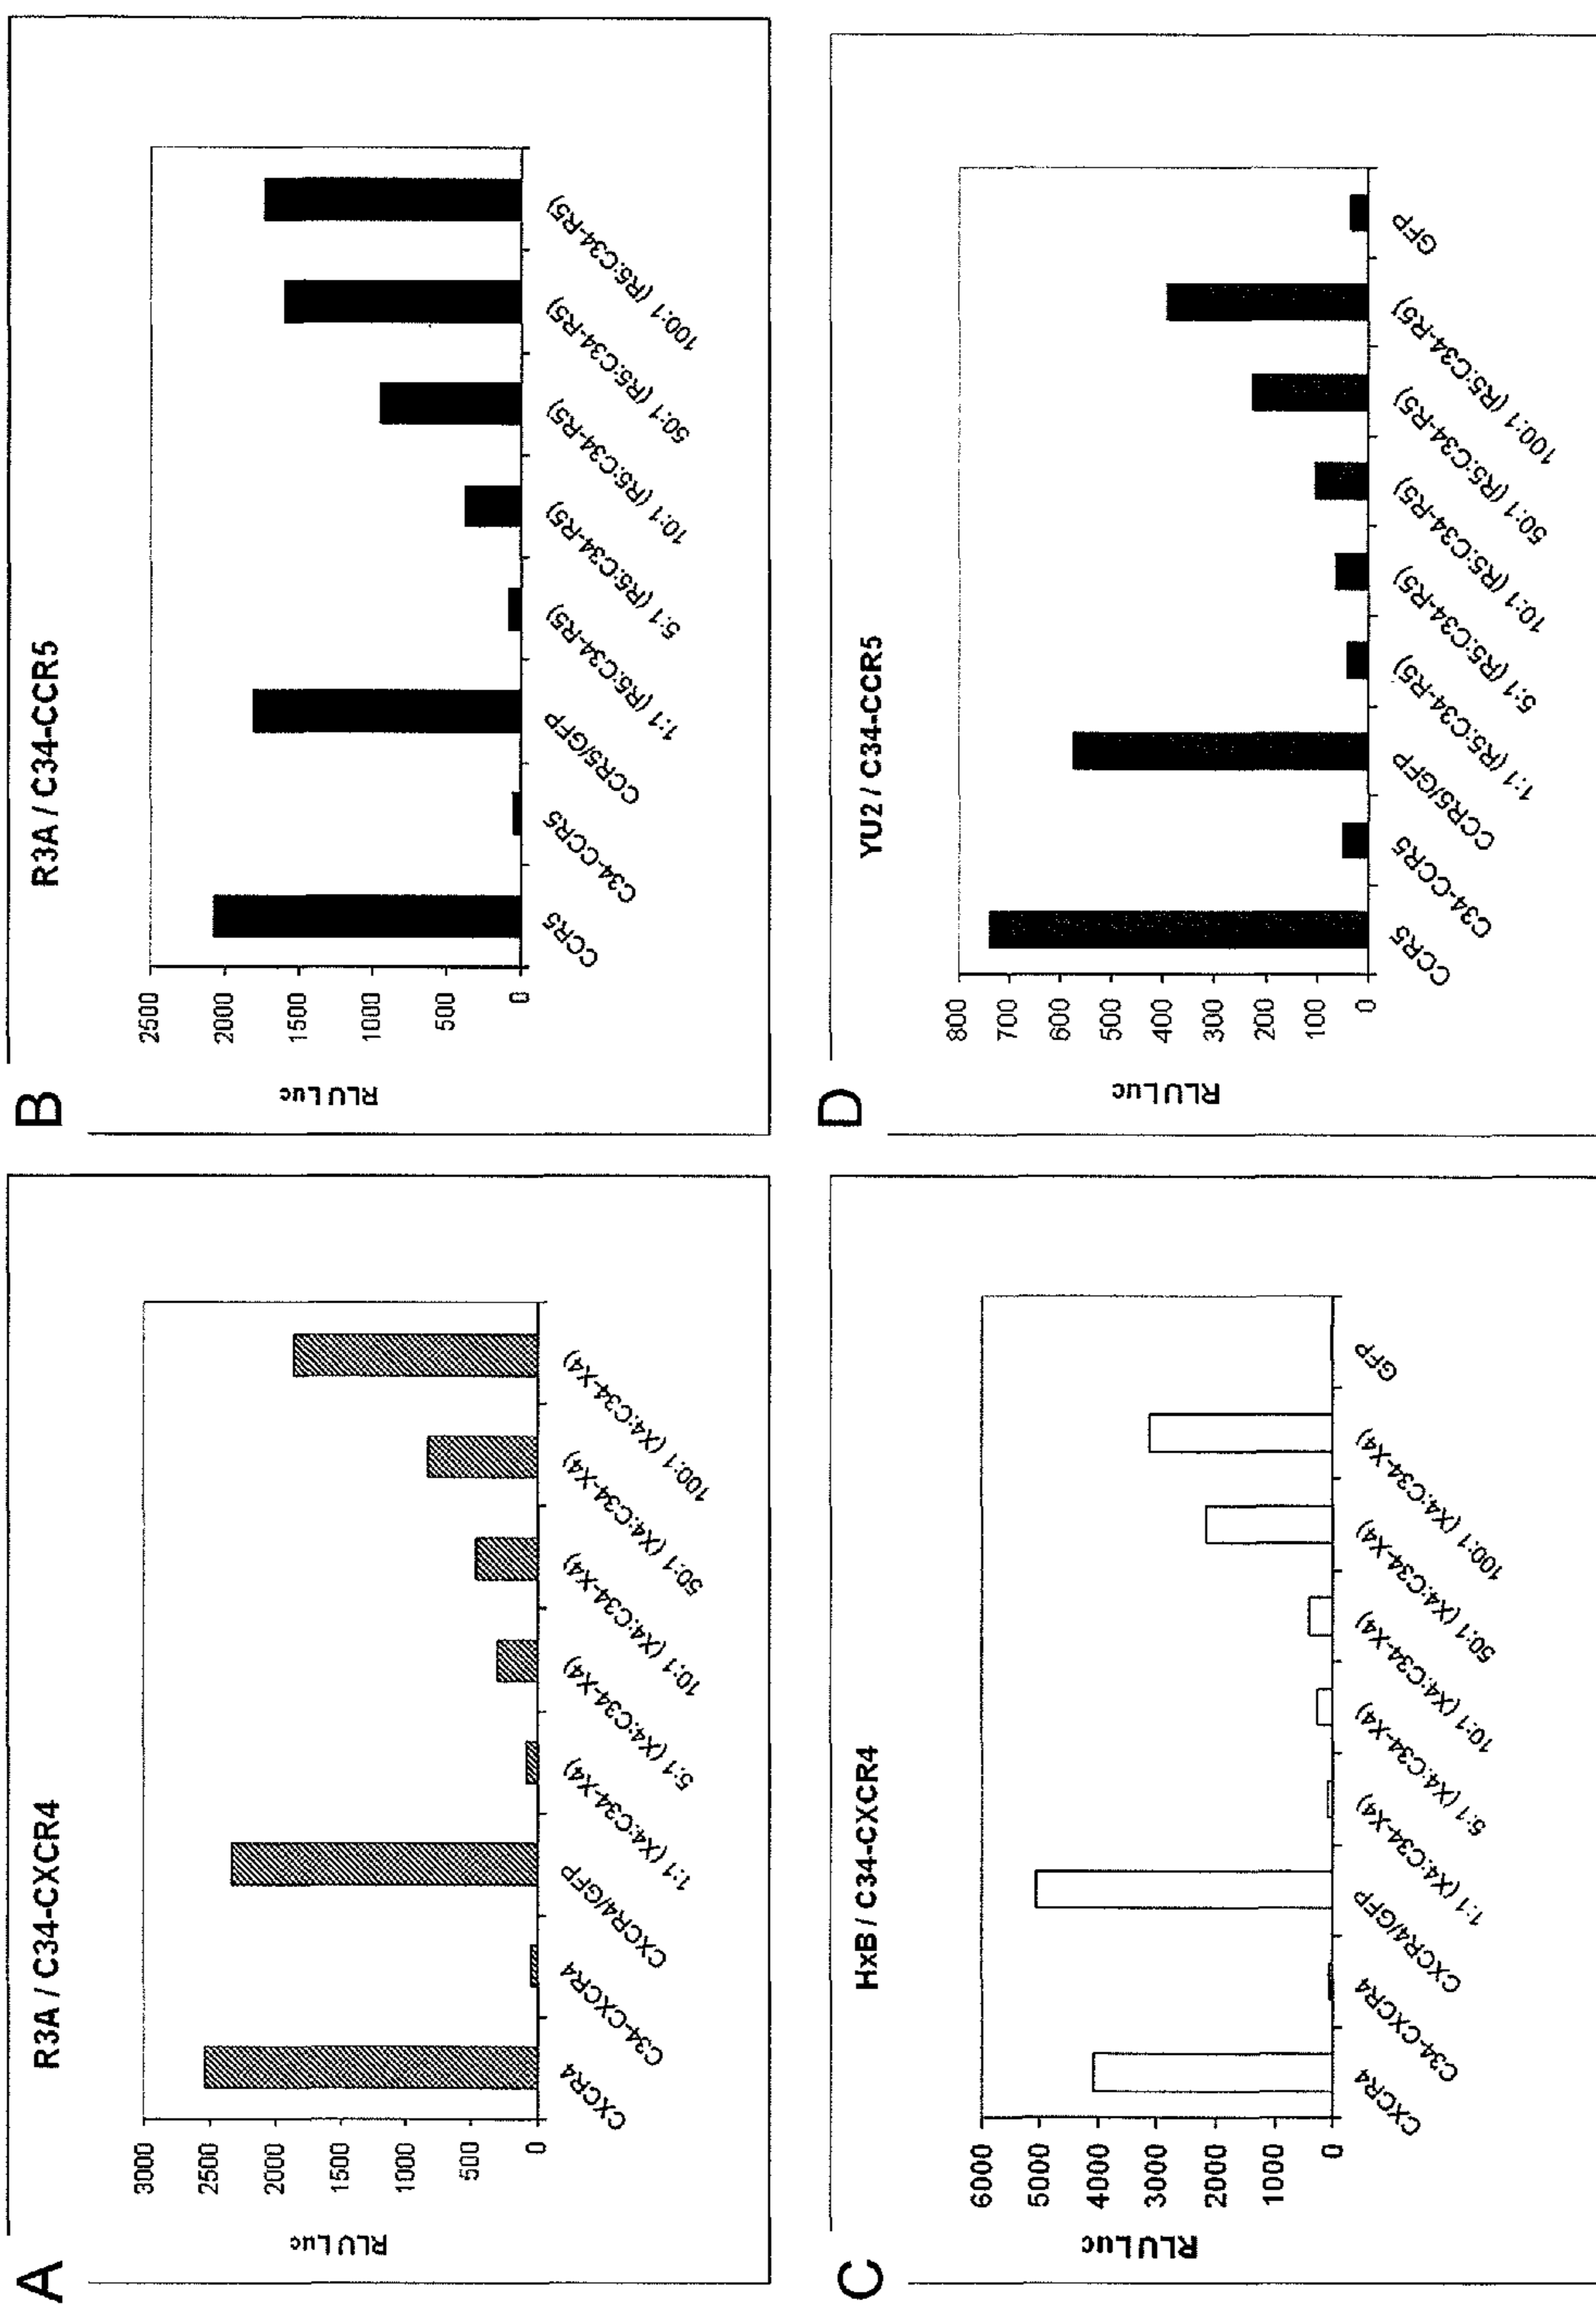 A
R3A / C34-CXCR4
RLU Luc
3000
2500
2000
1500
1000
500
0
CXCR4
C34-CXCR4
CXCR4/GFP
1:1 (X4:C34-X4)
5:1 (X4:C34-X4)
10:1 (X4:C34-X4)
50:1 (X4:C34-X4)
100:1 (X4:C34-X4)
B
R3A / C34-CCR5
RLU Luc
2500
2000
1500
1000
500
0
CCR5
C34-CCR5
CCR5/GFP
1:1 (R5:C34-R5)
5:1 (R5:C34-R5)
10:1 (R5:C34-R5)
50:1 (R5:C34-R5)
100:1 (R5:C34-R5)
C
HxB / C34-CXCR4
RLU Luc
6000
5000
4000
3000
2000
1000
0
CXCR4
C34-CXCR4
CXCR4/GFP
1:1 (X4:C34-X4)
5:1 (X4:C34-X4)
10:1 (X4:C34-X4)
50:1 (X4:C34-X4)
100:1 (X4:C34-X4)
GFP
D
YU2 / C34-CCR5
RLU Luc
800
700
600
500
400
300
200
100
0
CCR5
C34-CCR5
CCR5/GFP
1:1 (R5:C34-R5)
5:1 (R5:C34-R5)
10:1 (R5:C34-R5)
50:1 (R5:C34-R5)
100:1 (R5:C34-R5)
GFP